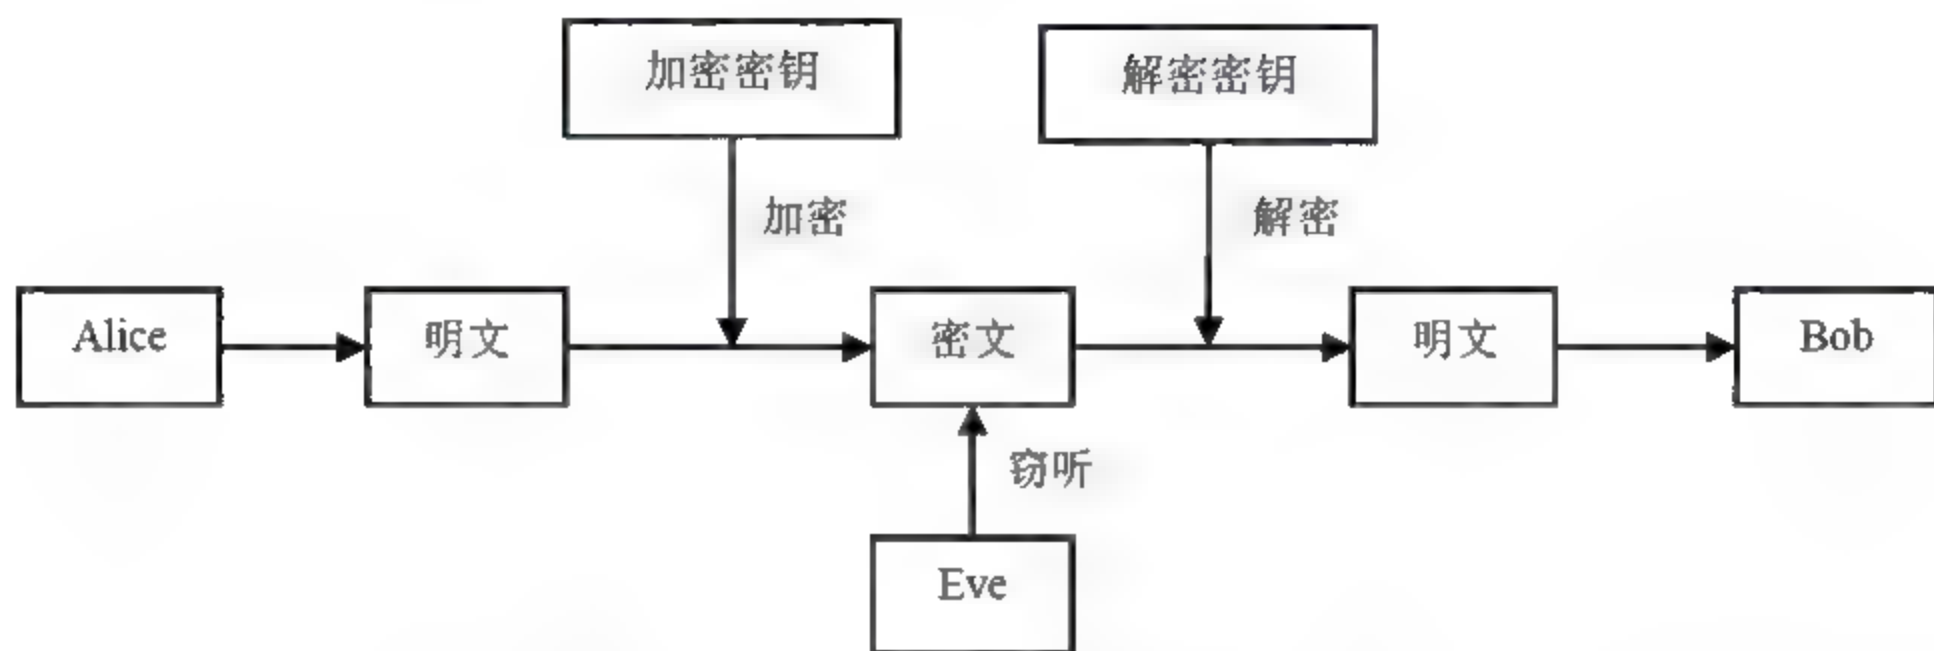 加密密钥
解密密钥
加密
解密
Alice
明文
密文
明文
Bob
窃听
Eve